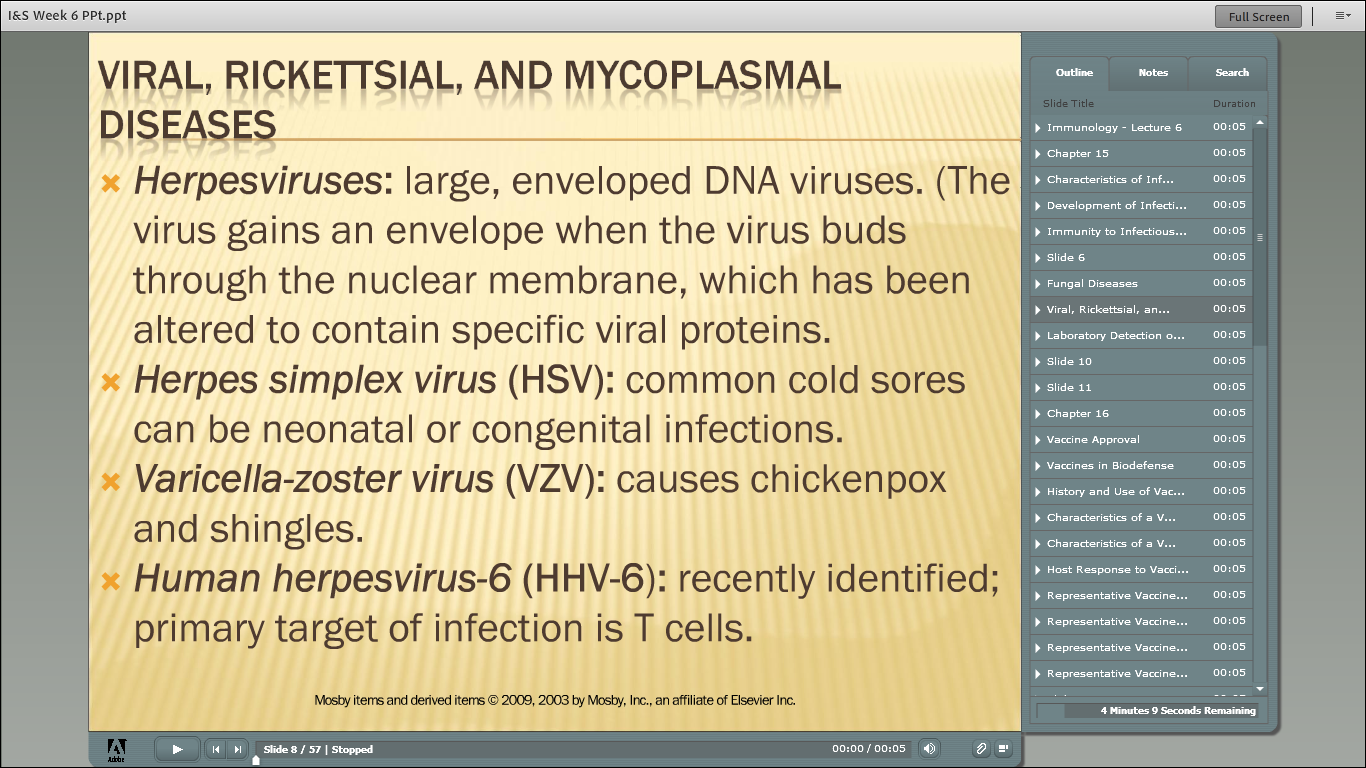 I&S Week 6 PPt.ppt
Full Screen
VIRAL, RICKETTSIAL, AND MYCOPLASMAL
DISEASES
Herpesviruses: large, enveloped DNA viruses. (The
virus gains an envelope when the virus buds
through the nuclear membrane, which has been
altered to contain specific viral proteins.
Herpes simplex virus (HSV): common cold sores
can be neonatal or congenital infections.
Varicella-zoster virus (VZV): causes chickenpox
and shingles.
Human herpesvirus-6 (HHV-6): recently identified;
primary target of infection is T cells.
Mosby items and derived items © 2009, 2003 by Mosby, Inc., an affiliate of Elsevier Inc.
Outline Notes Search
Slide Title Duration
Immunology - Lecture 6 00:05
Chapter 15 00:05
Characteristics of Inf... 00:05
Development of Infecti... 00:05
Immunity to Infectious... 00:05
Slide 6 00:05
Fungal Diseases 00:05
Viral, Rickettsial, an... 00:05
Laboratory Detection o... 00:05
Slide 10 00:05
Slide 11 00:05
Chapter 16 00:05
Vaccine Approval 00:05
Vaccines in Biodefense 00:05
History and Use of Vac... 00:05
Characteristics of a V... 00:05
Characteristics of a V... 00:05
Host Response to Vacci... 00:05
Representative Vaccine... 00:05
Representative Vaccine... 00:05
Representative Vaccine... 00:05
Representative Vaccine... 00:05
4 Minutes 9 Seconds Remaining
Adobe
Slide 8 / 57 | Stopped 00:00 / 00:05